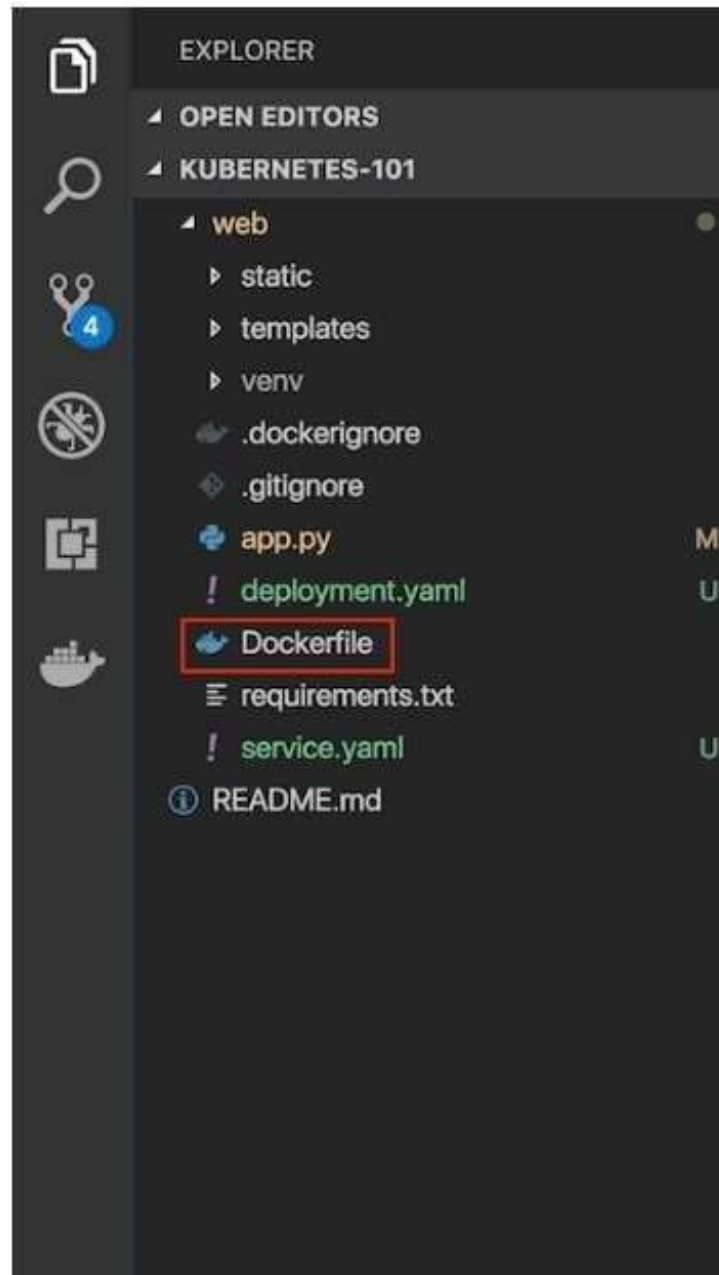 EXPLORER
OPEN EDITORS
KUBERNETES-101
web
static
templates
4
venv
.dockerignore
.gitignore
app.py M
deployment.yaml U
Dockerfile
requirements.txt
service.yaml U
README.md